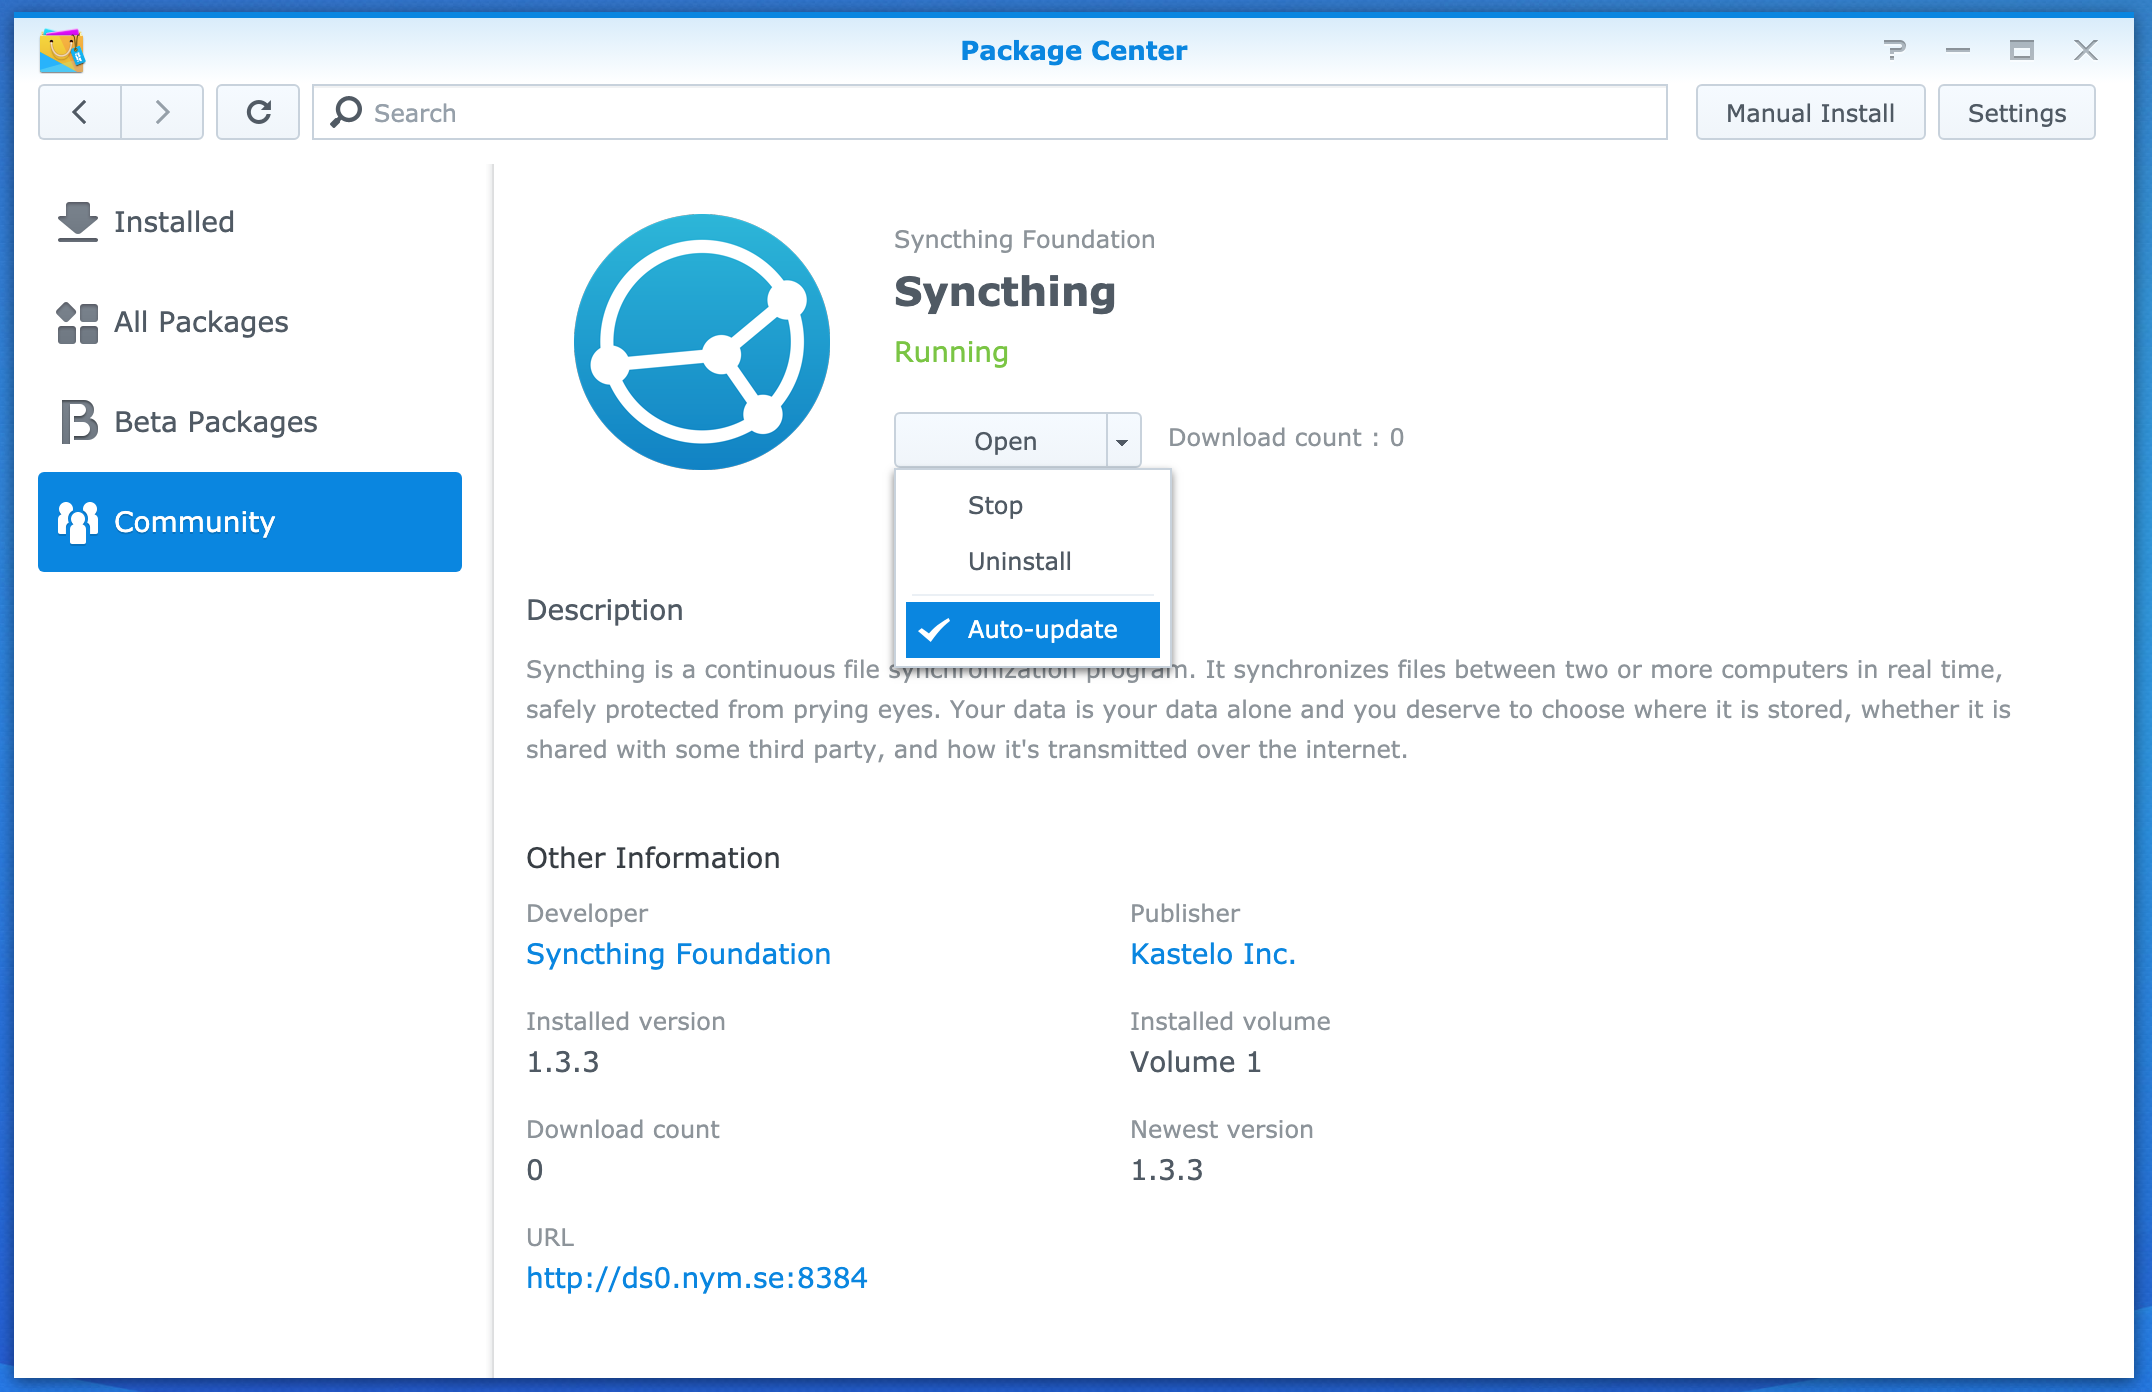 Package Center
Search
Manual Install
Settings
Installed
All Packages
Beta Packages
Community
Syncthing Foundation
Syncthing
Running
Open
Download count : 0
Stop
Uninstall
Auto-update
Description
Syncthing is a continuous file synchronization program. It synchronizes files between two or more computers in real time,
safely protected from prying eyes. Your data is your data alone and you deserve to choose where it is stored, whether it is
shared with some third party, and how it's transmitted over the internet.
Other Information
Developer
Syncthing Foundation
Publisher
Kastelo Inc.
Installed version
1.3.3
Installed volume
Volume 1
Download count
0
Newest version
1.3.3
URL
http://ds0.nym.se:8384